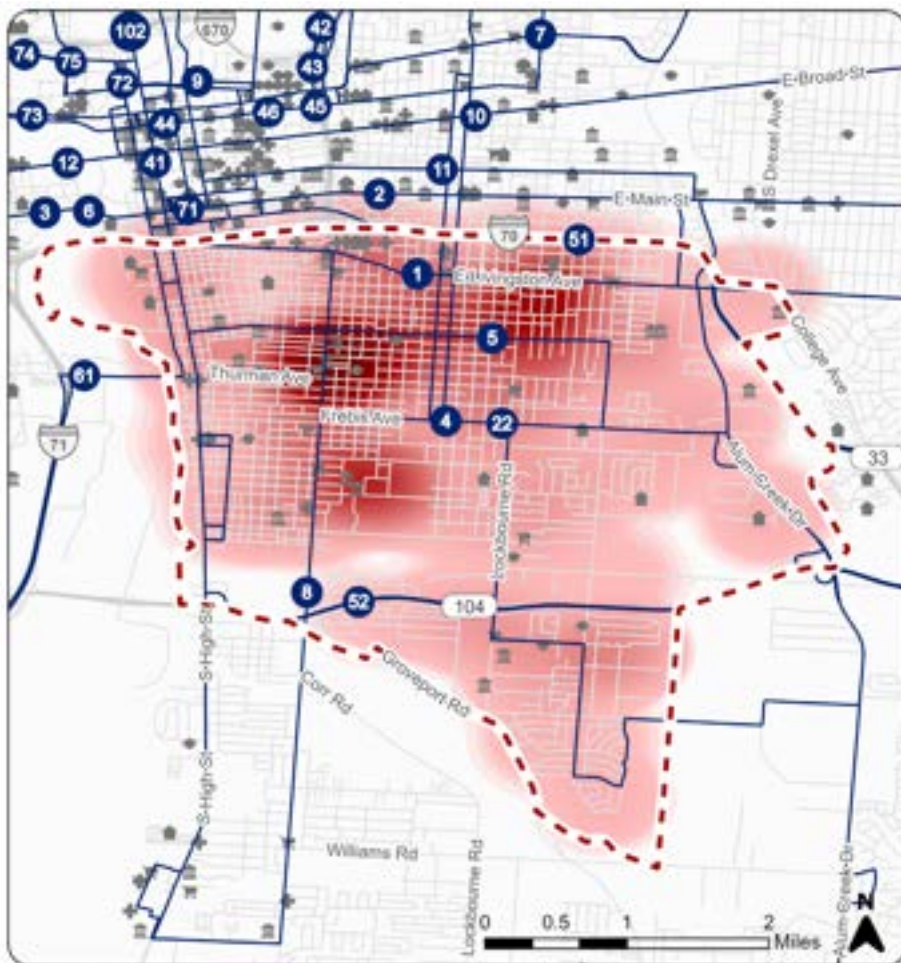 102
42
7
670
74
75
43
72
9
E-Broad-St
73
46
45
10
44
S Drexel Ave
12
41
11
2
E-Main-St
3
6
71
70
51
1
E-Livingston-Ave
5
College Ave
Thurman Ave
61
Krebis Ave
4
22
71
33
Alum-Creek-Dr
Lockbourne-Rd
8
52
104
S-High-St
Groveport Rd
Corr Rd
S-High-St
Williams Rd
Lockbourne Rd
Alum-Creek-Dr
N
0
0.5
1
2
Miles